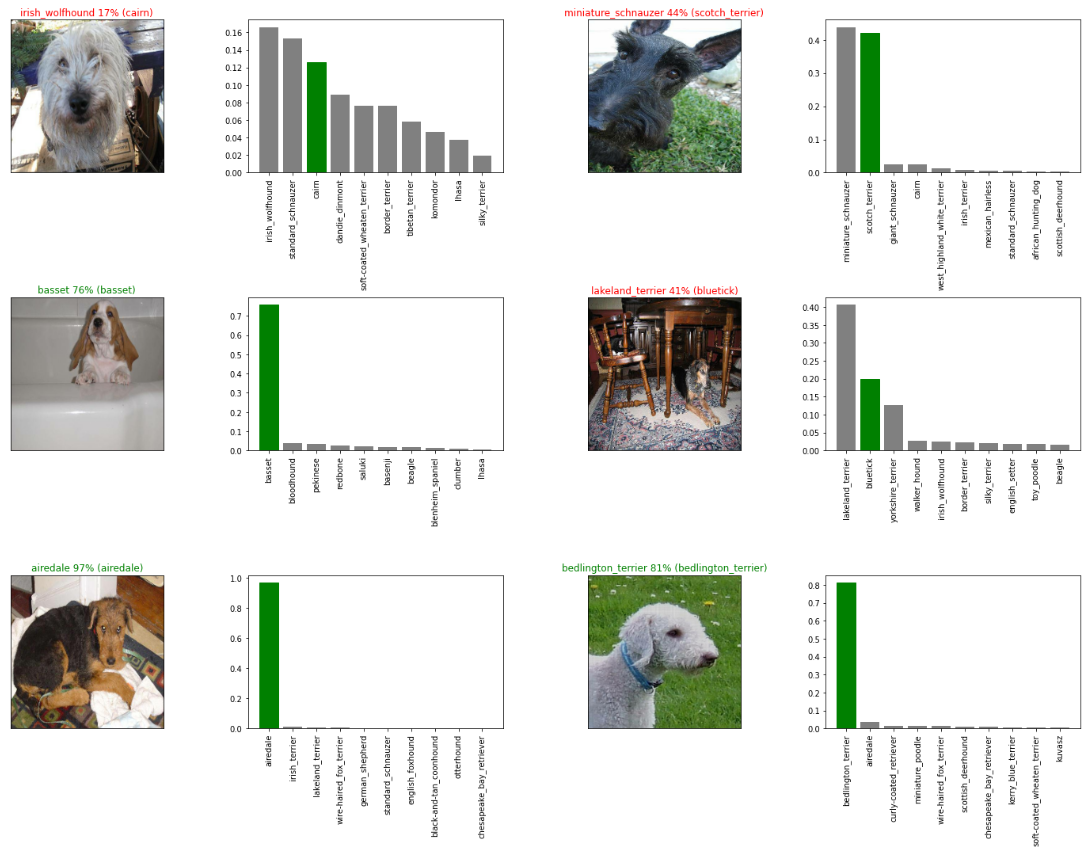 irish_wolfhound 17% (cairn)
0.16
0.14
0.12
0.10
0.08
0.06
0.04
0.02
0.00
irish_wolfhound
standard_schnauzer
cairn
dandie_dinmont
soft-coated_wheaten_terrier
border_terrier
tibetan_terrier
komondor
lhasa
silky_terrier
miniature_schnauzer 44% (scotch_terrier)
0.4
0.3
0.2
0.1
0.0
miniature_schnauzer
scotch_terrier
giant_schnauzer
cairn
west_highland_white_terrier
irish_terrier
mexican_hairless
standard_schnauzer
african_hunting_dog
scottish_deerhound
basset 76% (basset)
0.7
0.6
0.5
0.4
0.3
0.2
0.1
0.0
basset
bloodhound
pekinese
redbone
saluki
basenji
beagle
blenheim_spaniel
clumber
lhasa
lakeland_terrier 41% (bluetick)
0.40
0.35
0.30
0.25
0.20
0.15
0.10
0.05
0.00
lakeland_terrier
bluetick
yorkshire_terrier
walker_hound
irish_wolfhound
border_terrier
silky_terrier
english_setter
toy_poodle
beagle
airedale 97% (airedale)
1.0
0.8
0.6
0.4
0.2
0.0
airedale
irish_terrier
lakeland_terrier
wire-haired_fox_terrier
german_shepherd
standard_schnauzer
english_foxhound
black-and-tan_coonhound
otterhound
chesapeake_bay_retriever
bedlington_terrier 81% (bedlington_terrier)
0.8
0.7
0.6
0.5
0.4
0.3
0.2
0.1
0.0
bedlington_terrier
airedale
curly-coated_retriever
miniature_poodle
wire-haired_fox_terrier
scottish_deerhound
chesapeake_bay_retriever
kerry_blue_terrier
soft-coated_wheaten_terrier
kuvasz